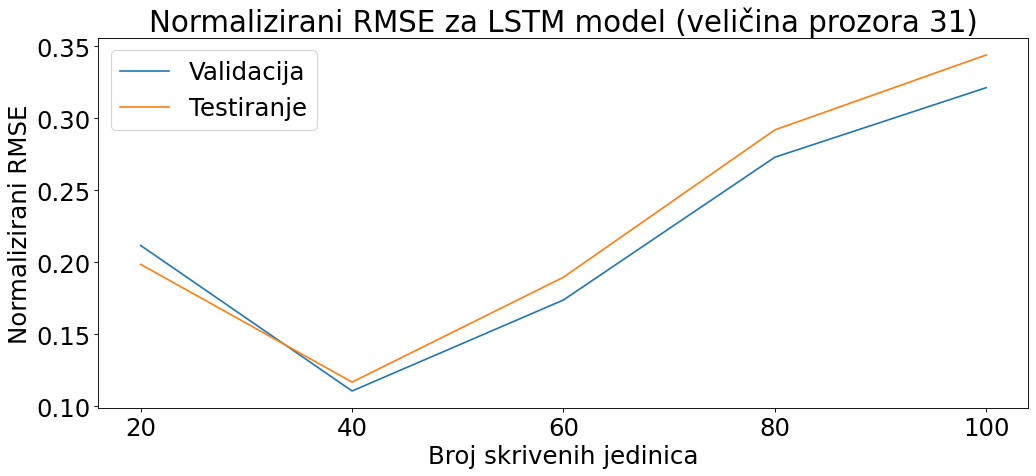 Normalizirani RMSE za LSTM model (veličina prozora 31)
Validacija
Testiranje
Normalizirani RMSE
0.35
0.30
0.25
0.20
0.15
0.10
20 40 60 80 100
Broj skrivenih jedinica